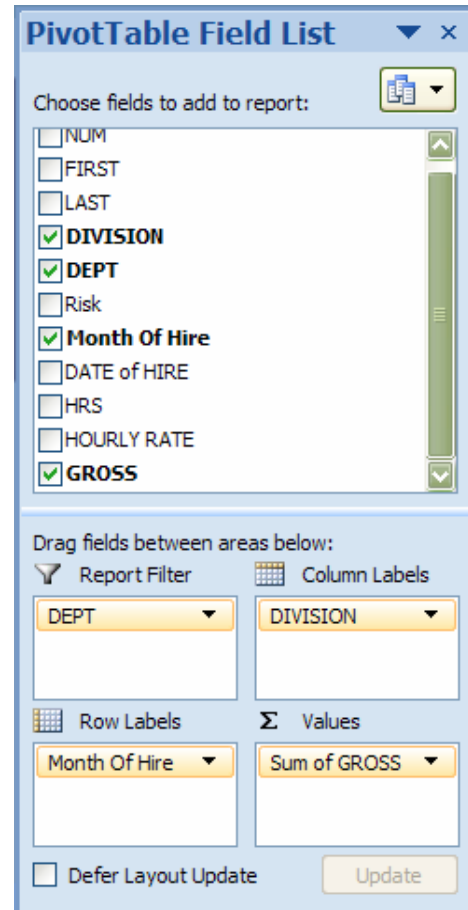 PivotTable Field List
Choose fields to add to report:
NUM
FIRST
LAST
DIVISION
DEPT
Risk
Month Of Hire
DATE of HIRE
HRS
HOURLY RATE
GROSS
Drag fields between areas below:
Report Filter
Column Labels
DEPT
DIVISION
Row Labels
Σ Values
Month Of Hire
Sum of GROSS
Defer Layout Update
Update